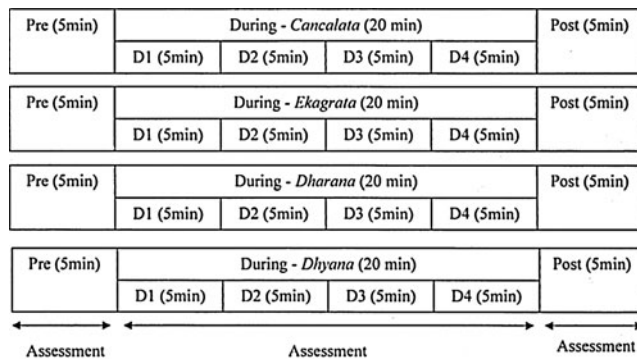 Pre (5min) During - Cancalata (20 min) Post (5min)
D1 (5min) D2 (5min) D3 (5min) D4 (5min)
Pre (5min) During - Ekagrata (20 min) Post (5min)
D1 (5min) D2 (5min) D3 (5min) D4 (5min)
Pre (5min) During - Dharana (20 min) Post (5min)
D1 (5min) D2 (5min) D3 (5min) D4 (5min)
Pre (5min) During - Dhyana (20 min) Post (5min)
D1 (5min) D2 (5min) D3 (5min) D4 (5min)
Assessment Assessment Assessment